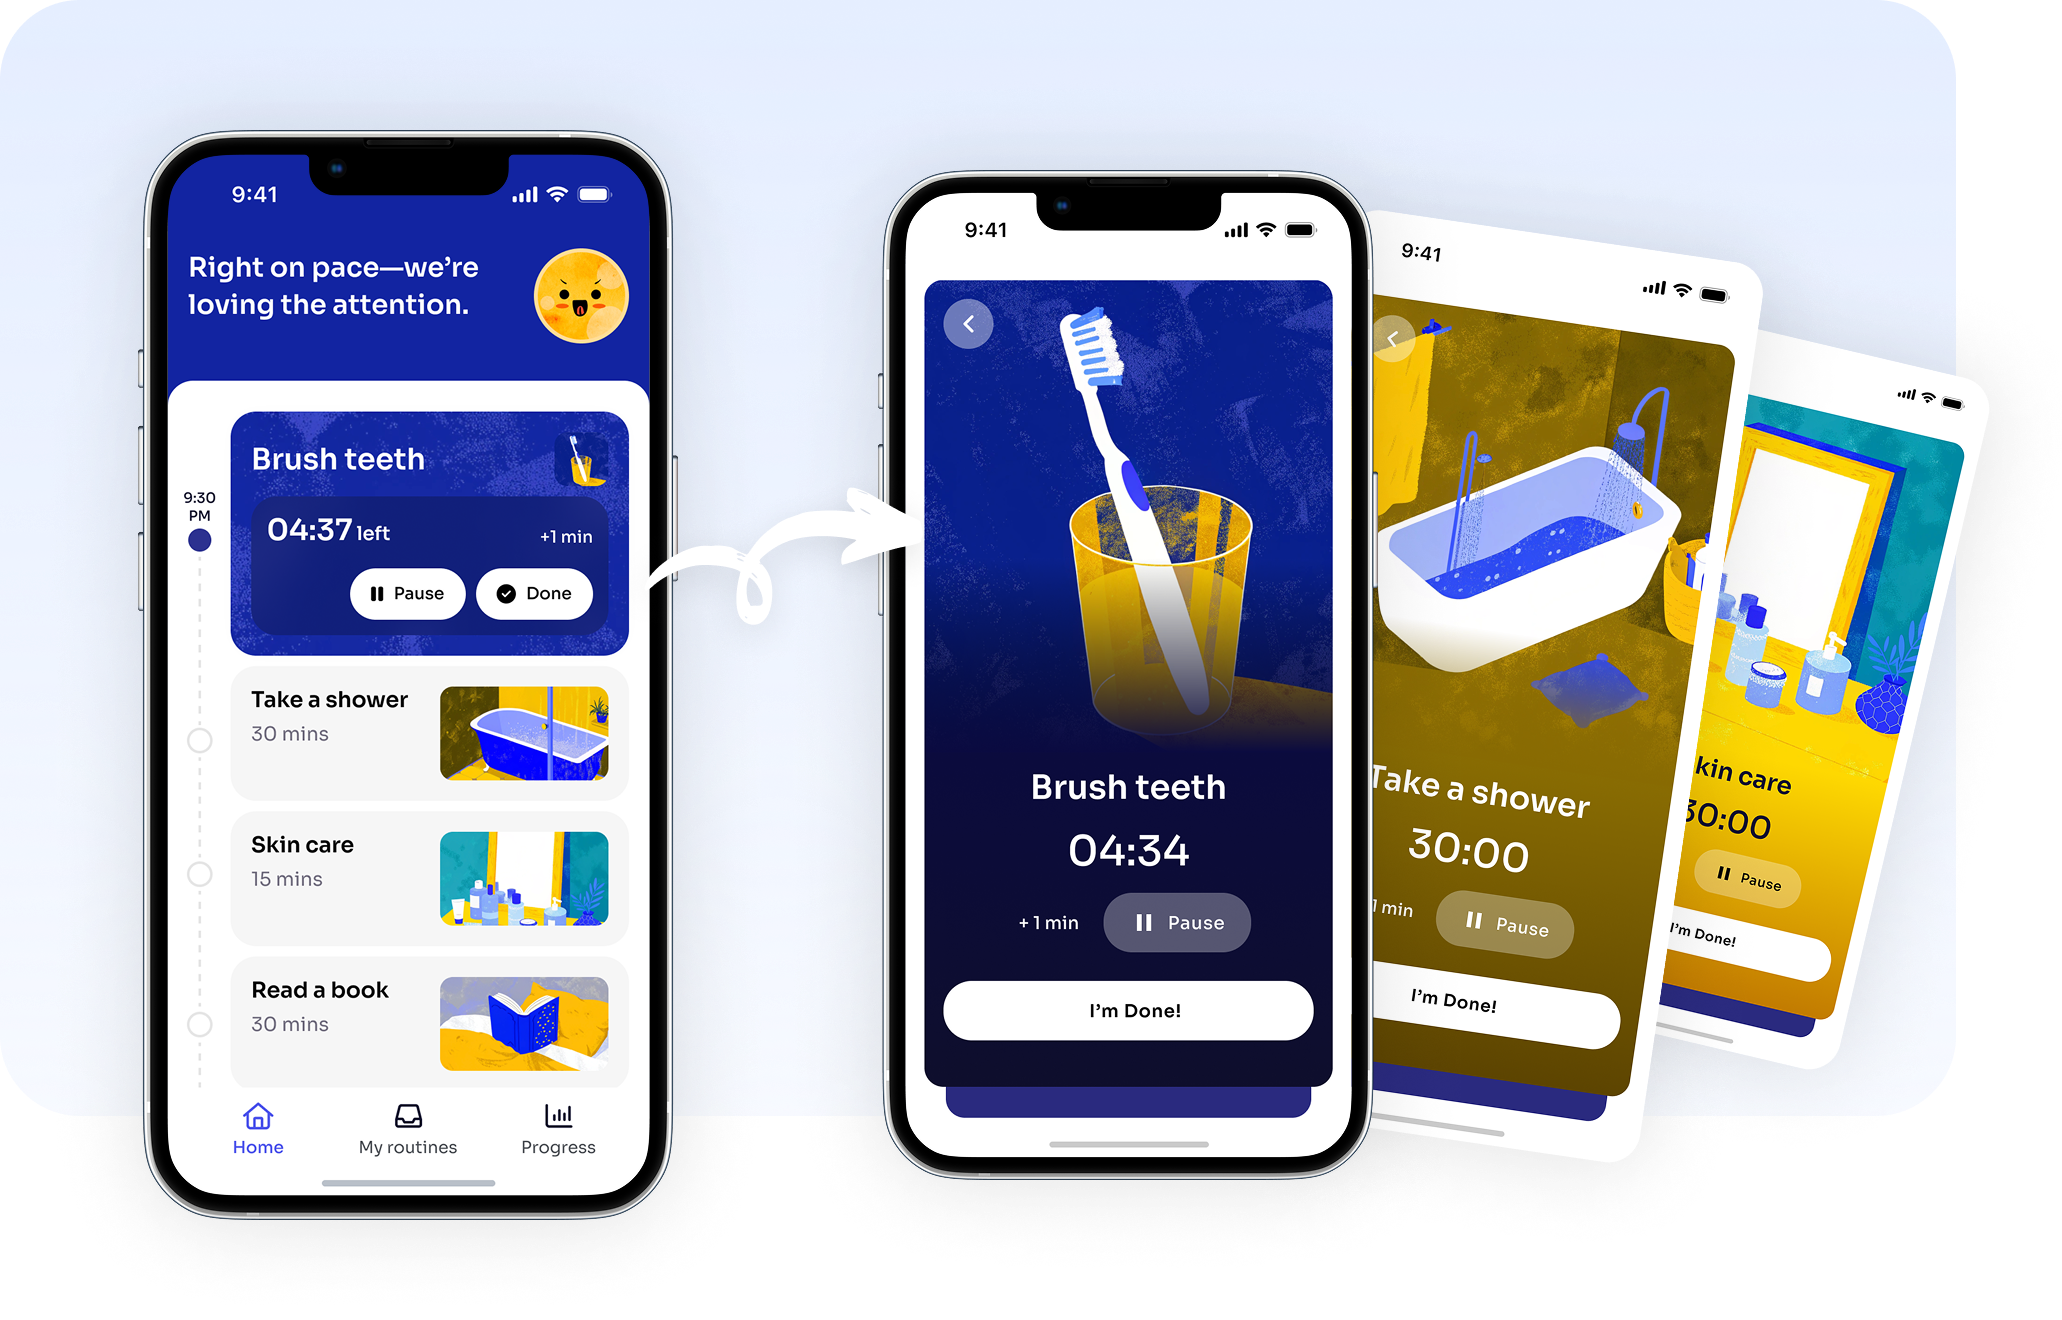 9:41
Right on pace—we’re
loving the attention.
9:30
PM
Brush teeth
04:37 left
+1 min
Pause
Done
Take a shower
30 mins
Skin care
15 mins
Read a book
30 mins
Home
My routines
Progress
9:41
Brush teeth
04:34
+ 1 min
Pause
I’m Done!
9:41
Take a shower
30:00
1 min
Pause
I’m Done!
kin care
30:00
Pause
I’m Done!